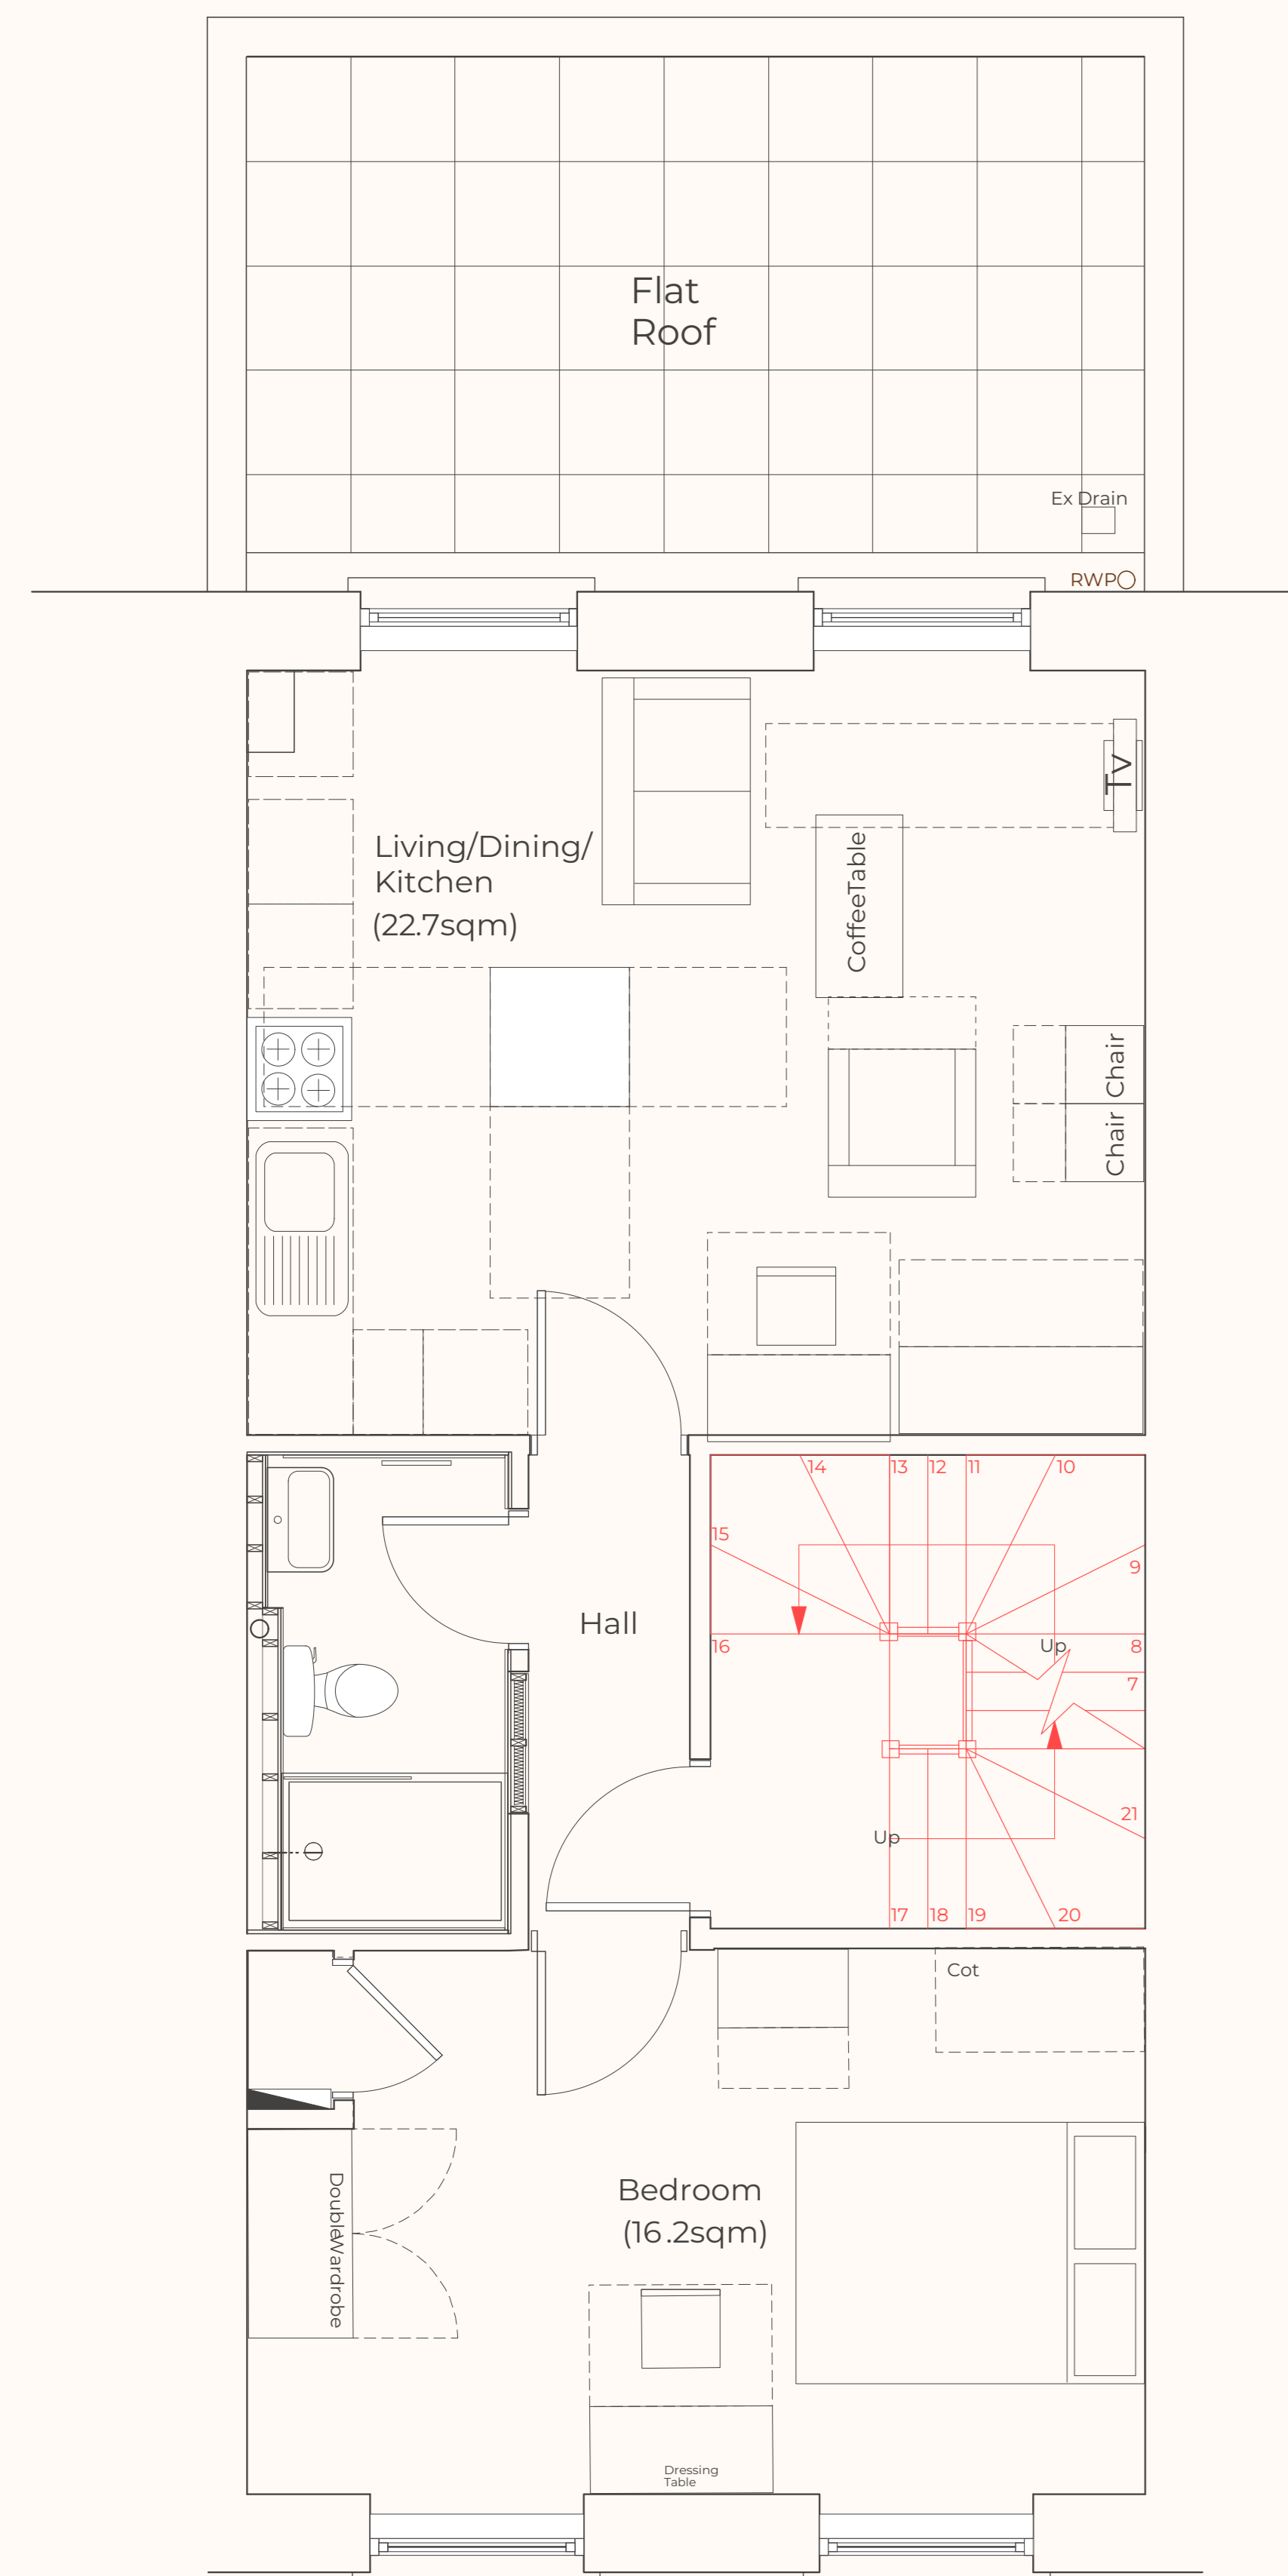 Flat
Roof
Ex Drain
RWP
TV
Living/Dining/
Kitchen
(22.7sqm)
CoffeeTable
Chair
Chair
14
13
12
11
10
15
9
Hall
16
Up
8
7
21
Up
17
18
19
20
Cot
DoubleWardrobe
Bedroom
(16.2sqm)
Dressing
Table